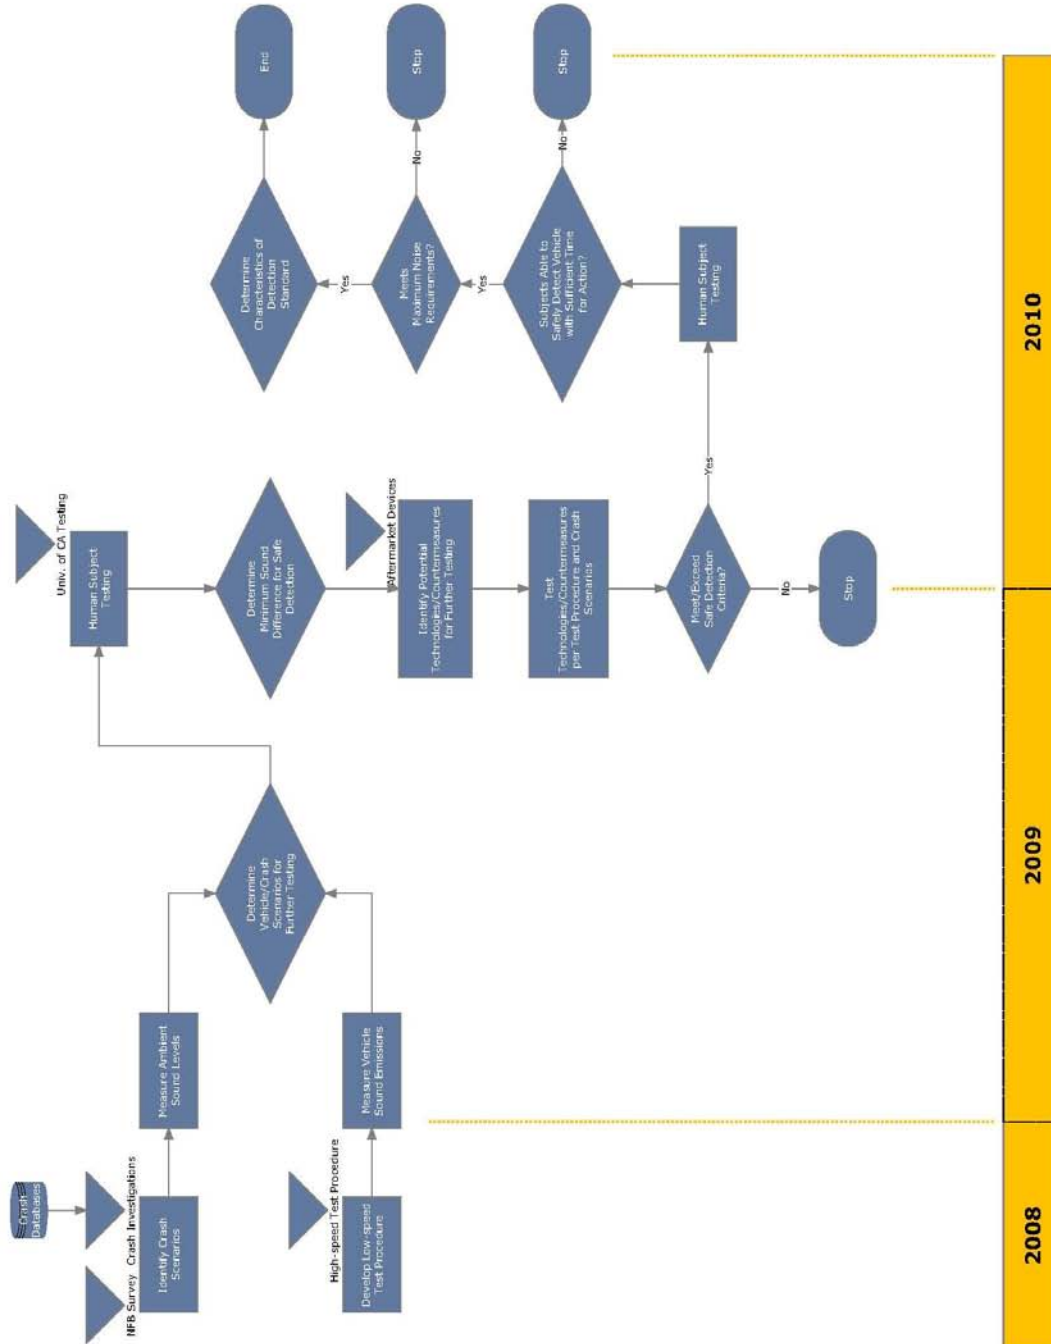 Crash
Databases
NFB Survey
Crash Investigations
Identify Crash
Scenarios
Measure Ambient
Sound Levels
High-speed Test Procedure
Develop Low-speed
Test Procedure
Measure Vehicle
Sound Emissions
Determine
Vehicle/Crash
Scenarios for
Further Testing
Univ. of CA Testing
Human Subject
Testing
Determine
Minimum Sound
Difference for Safe
Detection
Aftermarket Devices
Identify Potential
Technologies/Countermeasures
for Further Testing
Test
Technologies/Countermeasures
per Test Procedure and Crash
Scenarios
Meet/Exceed
Safe Detection
Criteria?
No
Stop
Yes
Human Subject
Testing
Subjects Able to
Safely Detect Vehicle
with Sufficient Time
for Action?
No
Stop
Yes
Meets
Maximum Noise
Requirements?
No
Stop
Yes
Determine
Characteristics of
Detection
Standard
End
2008
2009
2010